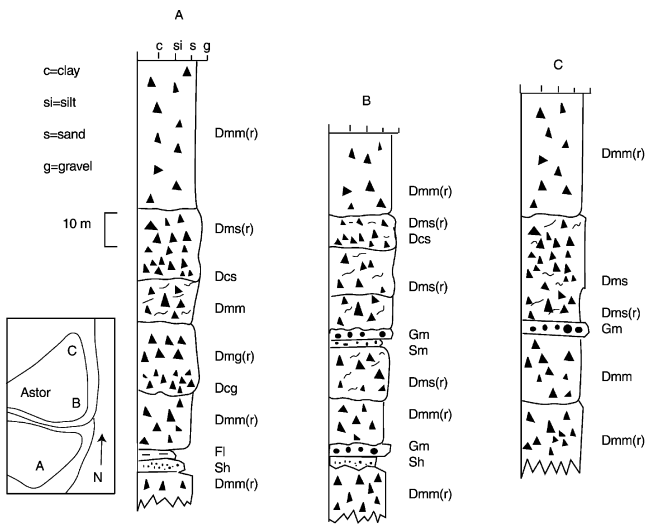 A
c si s g
c=clay
si=silt
s=sand
g=gravel
10 m
Dmm(r)
Dms(r)
Dcs
Dmm
Dmg(r)
Dcg
Dmm(r)
Fl
Sh
Dmm(r)
B
Dmm(r)
Dms(r)
Dcs
Dms(r)
Gm
Sm
Dms(r)
Dmm(r)
Gm
Sh
Dmm(r)
C
Dmm(r)
Dms
Dms(r)
Gm
Dmm
Dmm(r)
C
Astor
B
A
N